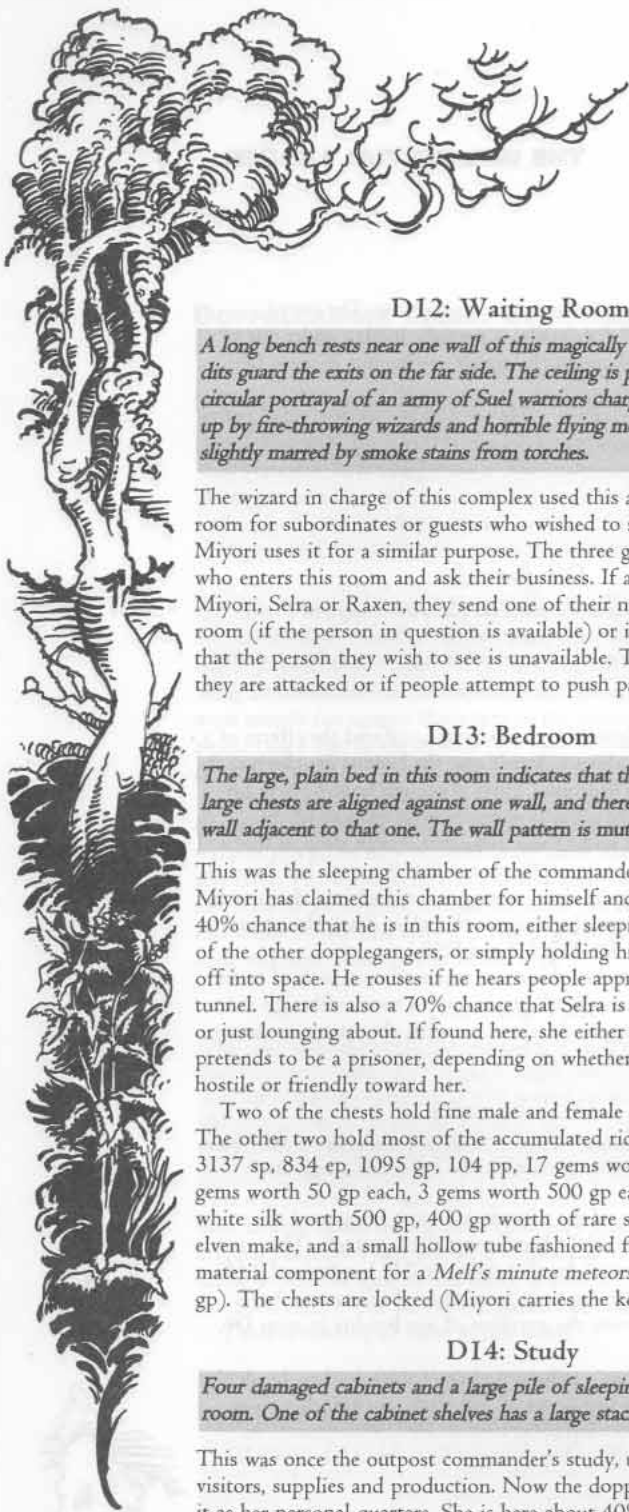 D12: Waiting Room
A long bench rests near one wall of this magically
dits guard the exits on the far side. The ceiling is
circular portrayal of an army of Suel warriors
up by fire-throwing wizards and horrible flying
slightly marred by smoke stains from torches.
The wizard in charge of this complex used this
room for subordinates or guests who wished to
Miyori uses it for a similar purpose. The three
who enters this room and ask their business. If
Miyori, Selra or Raxen, they send one of their
room (if the person in question is available) or
that the person they wish to see is unavailable.
they are attacked or if people attempt to push
D13: Bedroom
The large, plain bed in this room indicates that
large chests are aligned against one wall, and there
wall adjacent to that one. The wall pattern is
This was the sleeping chamber of the
Miyori has claimed this chamber for himself and
40% chance that he is in this room, either
of the other dopplegangers, or simply holding
off into space. He rouses if he hears people
tunnel. There is also a 70% chance that Selra is
or just lounging about. If found here, she either
pretends to be a prisoner, depending on whether
hostile or friendly toward her.
Two of the chests hold fine male and female
The other two hold most of the accumulated
3137 sp, 834 ep, 1095 gp, 104 pp, 17 gems
gems worth 50 gp each, 3 gems worth 500 gp
white silk worth 500 gp, 400 gp worth of rare
elven make, and a small hollow tube fashioned
material component for a Melf's minute meteors
gp). The chests are locked (Miyori carries the
D14: Study
Four damaged cabinets and a large pile of
room. One of the cabinet shelves has a large
This was once the outpost commander's study,
visitors, supplies and production. Now the
it as her personal quarters. She is here about